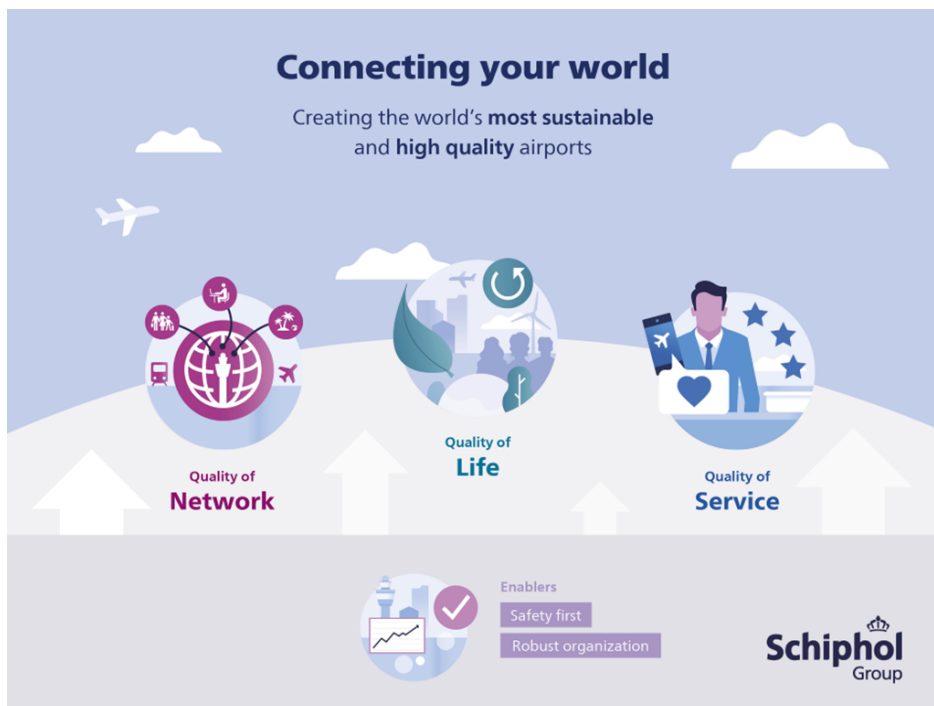 Connecting your world
Creating the world's most sustainable
and high quality airports
Quality of
Network
Quality of
Life
Quality of
Service
Enablers
Safety first
Robust organization
Schiphol
Group